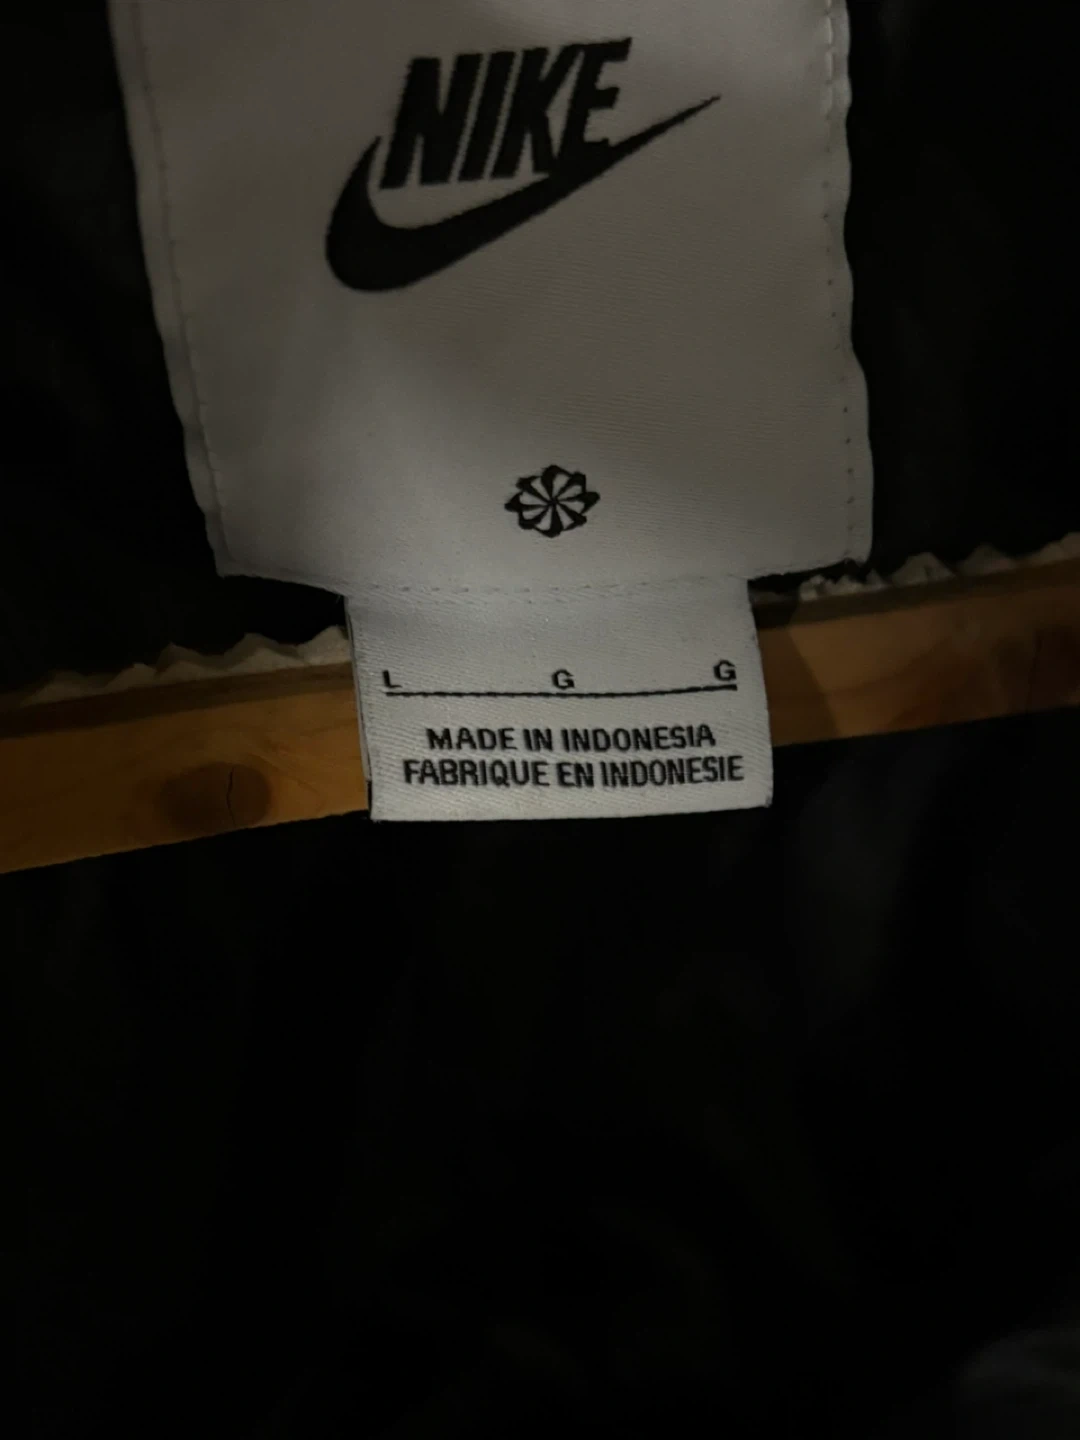 NIKE
L G G
MADE IN INDONESIA
FABRIQUE EN INDONESIE